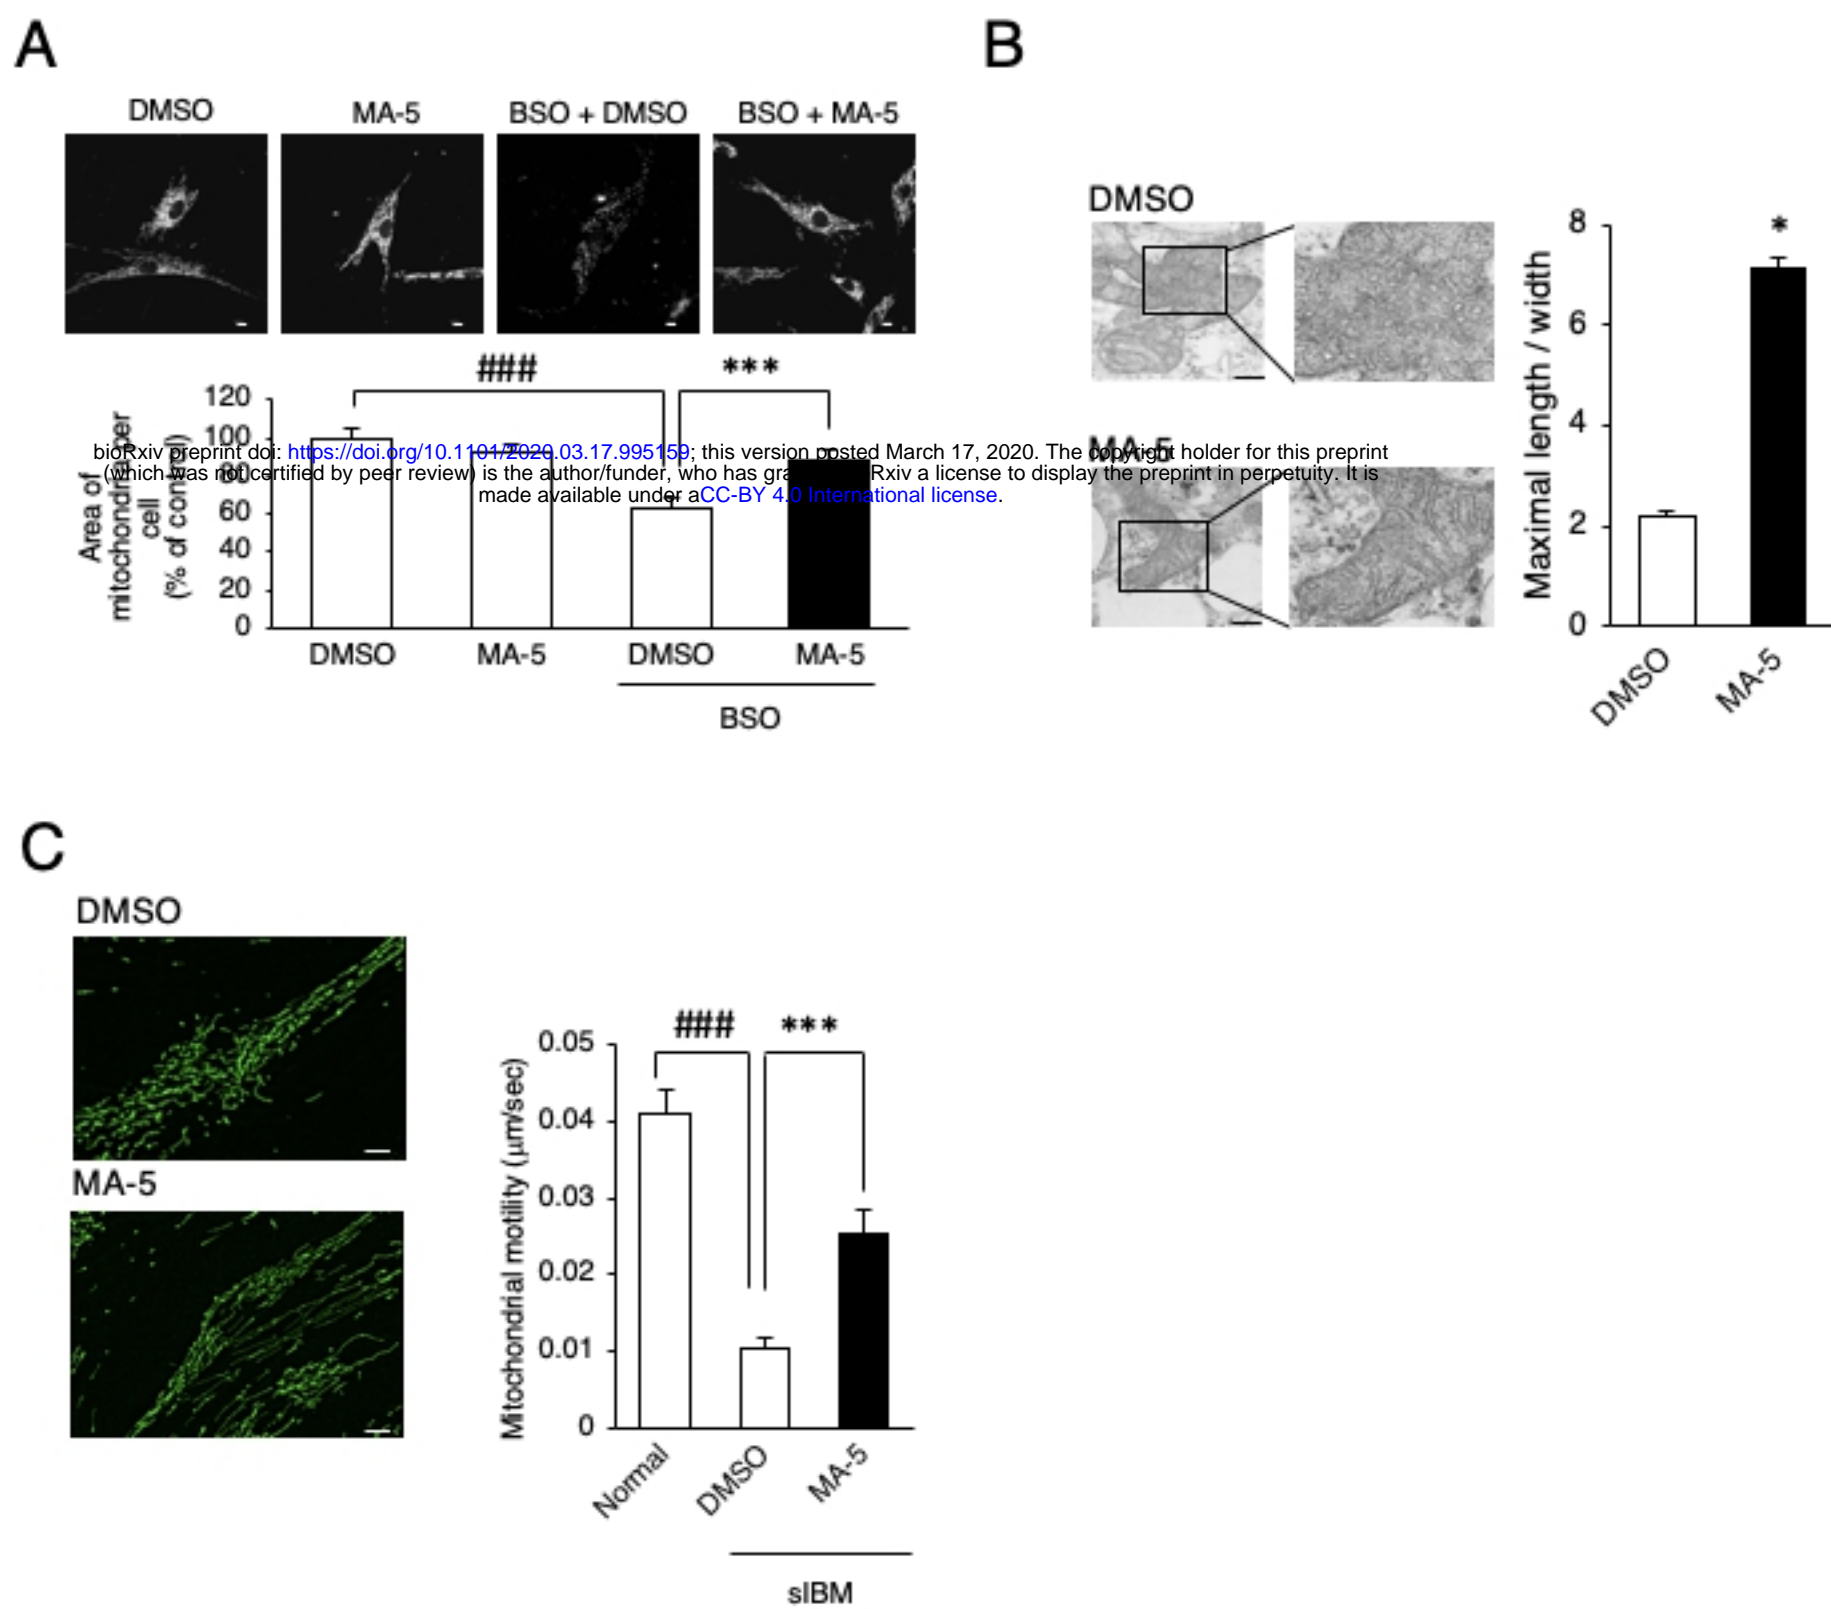 A
DMSO
MA-5
BSO + DMSO
BSO + MA-5
###
***
120
100
80
60
40
20
0
Area of
mitochondria per
cell
(% of control)
bioRxiv preprint doi: https://doi.org/10.1101/2020.03.17.995159; this version posted March 17, 2020. The copyright holder for this preprint
(which was not certified by peer review) is the author/funder, who has gra Rxiv a license to display the preprint in perpetuity. It is
made available under aCC-BY 4.0 International license.
DMSO
MA-5
DMSO
MA-5
BSO
B
DMSO
MA-5
8
6
4
2
0
*
Maximal length / width
DMSO
MA-5
C
DMSO
MA-5
###
***
0.05
0.04
0.03
0.02
0.01
0
Mitochondrial motility (μm/sec)
Normal
DMSO
MA-5
sIBM